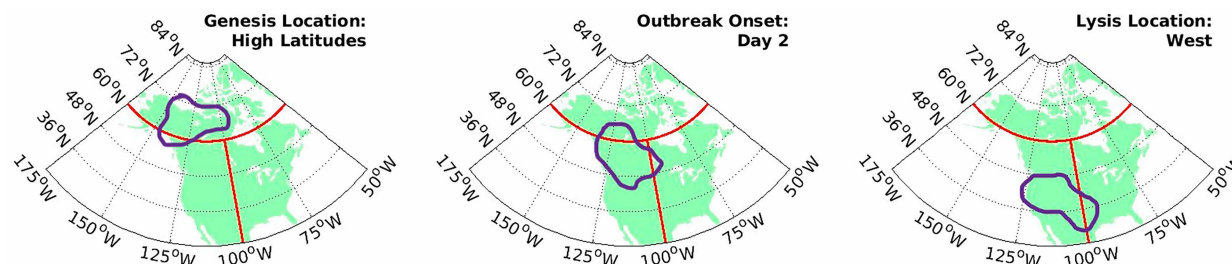 Genesis Location:
High Latitudes
84°N
72°N
60°N
48°N
36°N
175°W
150°W
125°W
100°W
75°W
50°W
Outbreak Onset:
Day 2
84°N
72°N
60°N
48°N
36°N
175°W
150°W
125°W
100°W
75°W
50°W
Lysis Location:
West
84°N
72°N
60°N
48°N
36°N
175°W
150°W
125°W
100°W
75°W
50°W